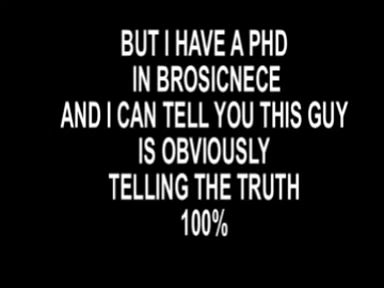 BUT I HAVE A PHD
IN BROSICNECE
AND I CAN TELL YOU THIS GUY
IS OBVIOUSLY
TELLING THE TRUTH
100%